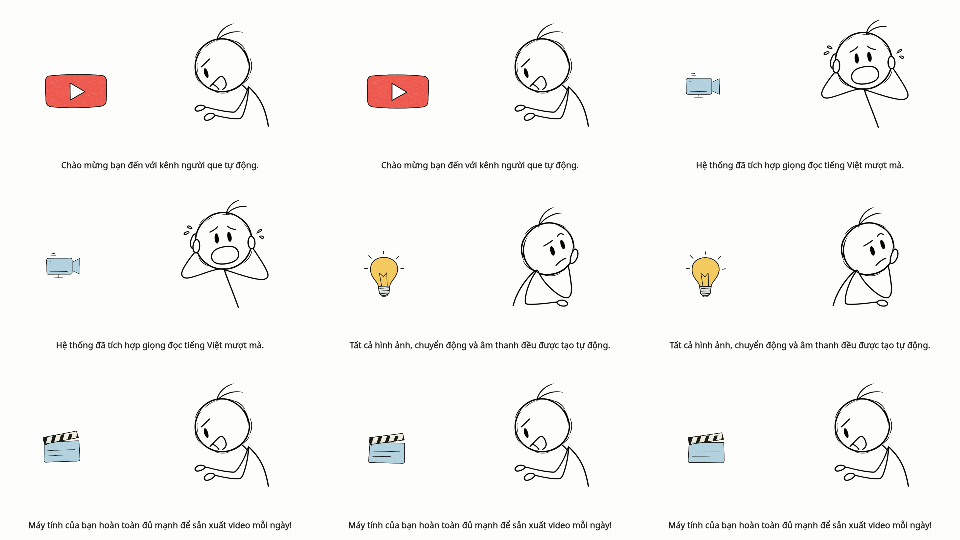 Chào mừng bạn đến với kênh người que tự động.
Chào mừng bạn đến với kênh người que tự động.
Hệ thống đã tích hợp giọng đọc tiếng Việt mượt mà.
Hệ thống đã tích hợp giọng đọc tiếng Việt mượt mà.
Tất cả hình ảnh, chuyển động và âm thanh đều được tạo tự động.
Tất cả hình ảnh, chuyển động và âm thanh đều được tạo tự động.
Máy tính của bạn hoàn toàn đủ mạnh để sản xuất video mỗi ngày!
Máy tính của bạn hoàn toàn đủ mạnh để sản xuất video mỗi ngày!
Máy tính của bạn hoàn toàn đủ mạnh để sản xuất video mỗi ngày!